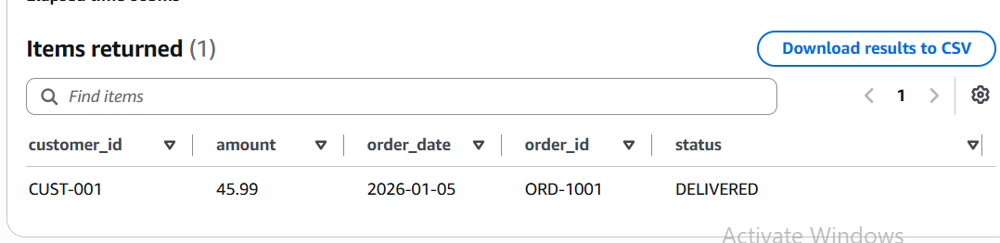 Items returned (1)
Download results to CSV
Find items
1
customer_id amount order_date order_id status
CUST-001 45.99 2026-01-05 ORD-1001 DELIVERED
Activate Windows